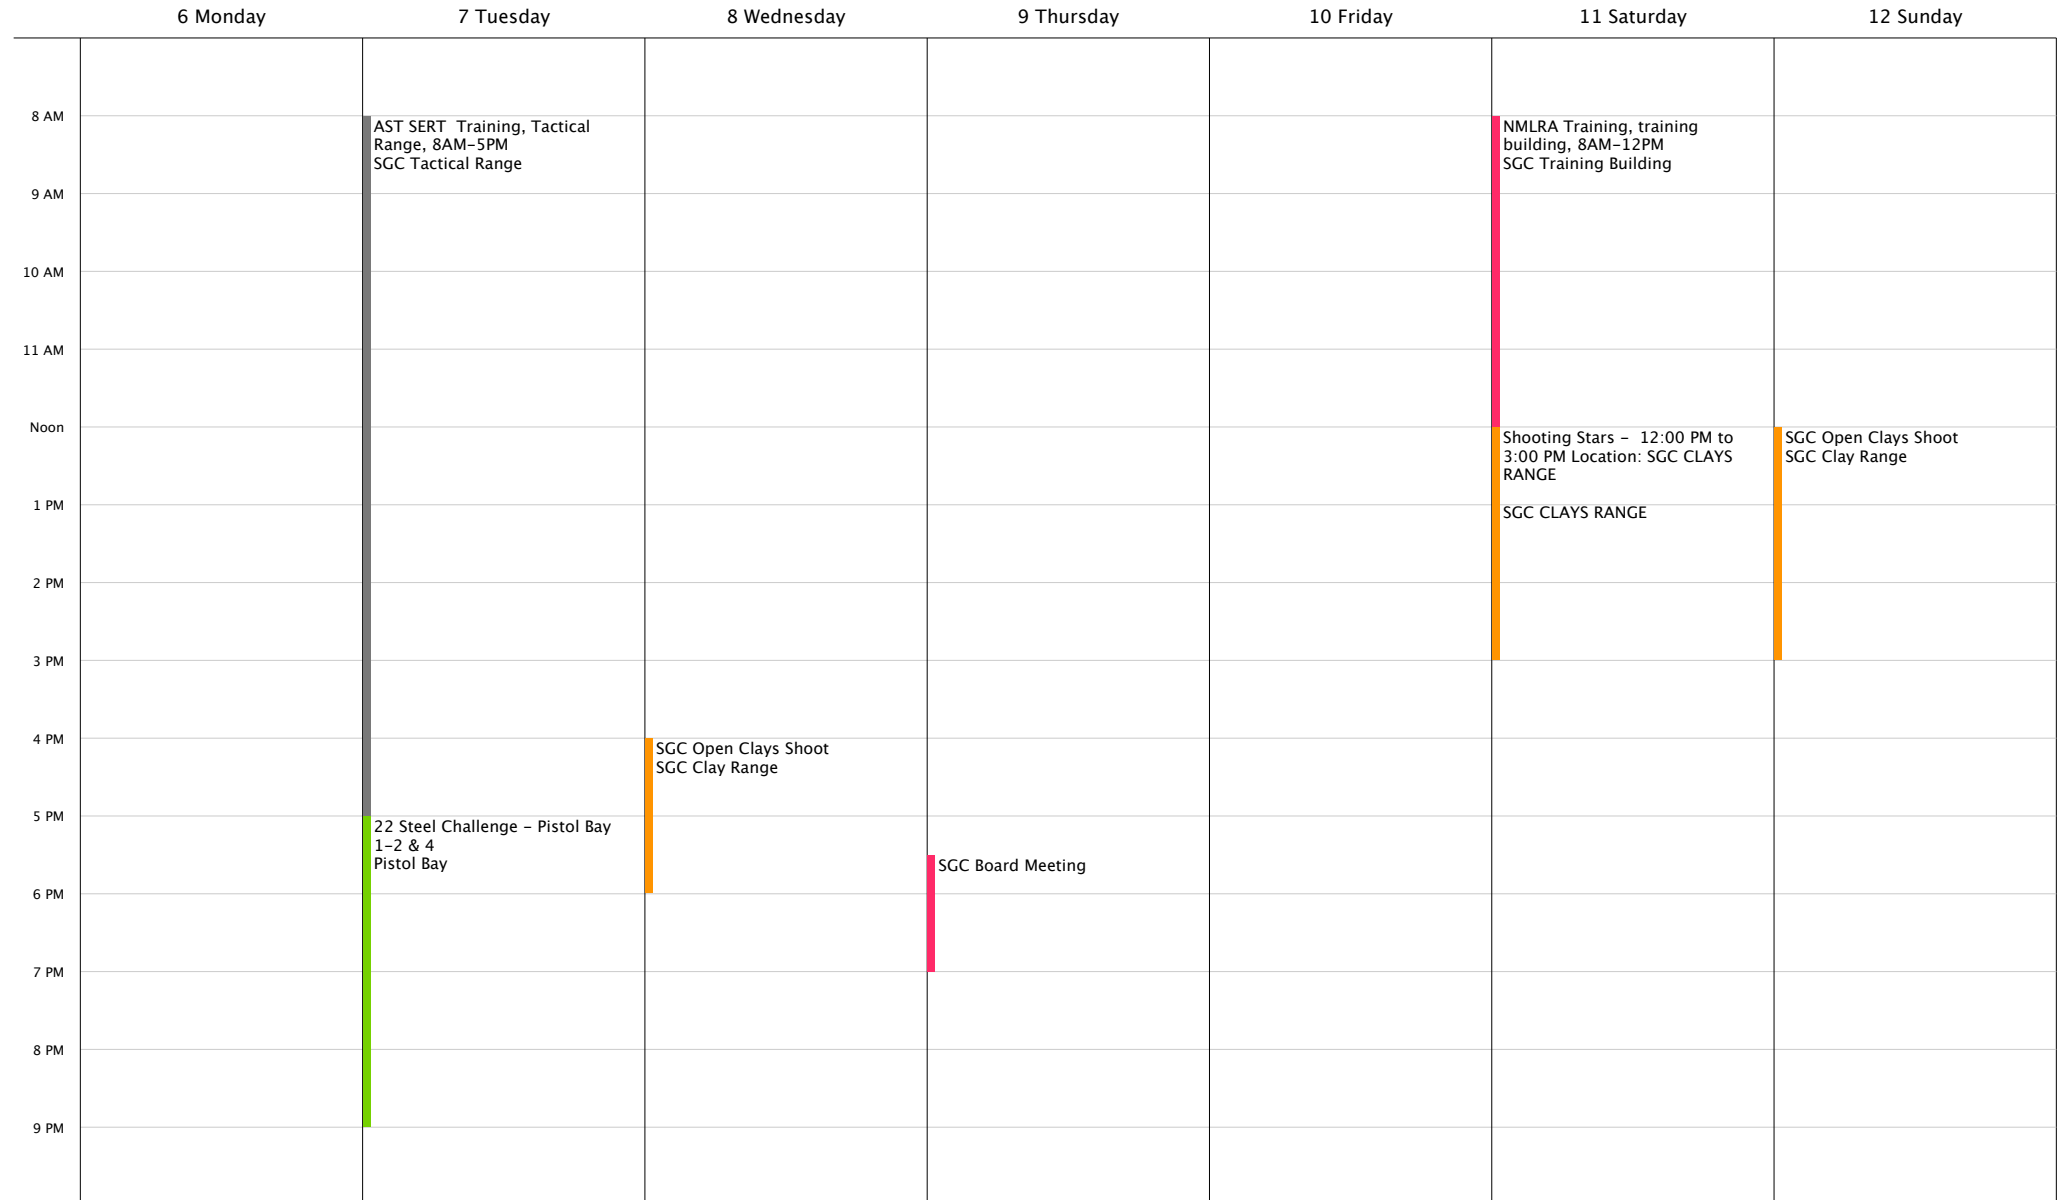 6 Monday
7 Tuesday
8 Wednesday
9 Thursday
10 Friday
11 Saturday
12 Sunday
8 AM
9 AM
10 AM
11 AM
Noon
1 PM
2 PM
3 PM
4 PM
5 PM
6 PM
7 PM
8 PM
9 PM
AST SERT  Training, Tactical
Range, 8AM-5PM
SGC Tactical Range
22 Steel Challenge - Pistol Bay
1-2 & 4
Pistol Bay
SGC Open Clays Shoot
SGC Clay Range
SGC Board Meeting
NMLRA Training, training
building, 8AM-12PM
SGC Training Building
Shooting Stars -  12:00 PM to
3:00 PM Location: SGC CLAYS
RANGE
SGC CLAYS RANGE
SGC Open Clays Shoot
SGC Clay Range